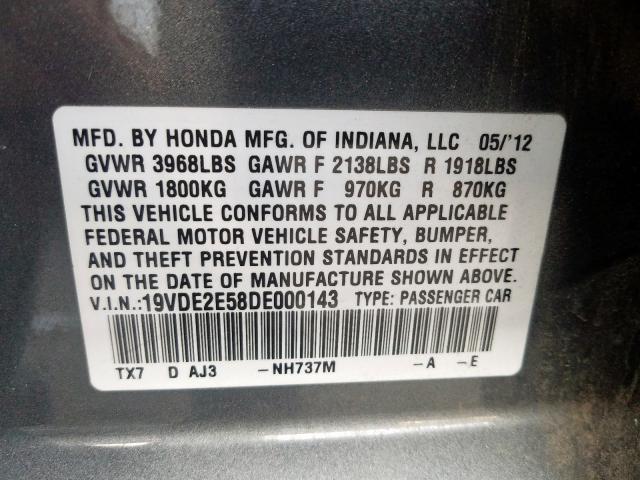 MFD. BY HONDA MFG. OF INDIANA, LLC 05/'12
GVWR 3968LBS GAWR F 2138LBS R 1918LBS
GVWR 1800KG GAWR F 970KG R 870KG
THIS VEHICLE CONFORMS TO ALL APPLICABLE
FEDERAL MOTOR VEHICLE SAFETY, BUMPER,
AND THEFT PREVENTION STANDARDS IN EFFECT
ON THE DATE OF MANUFACTURE SHOWN ABOVE.
V.I.N.:19VDE2E58DE000143 TYPE: PASSENGER CAR
TX7 D AJ3 -NH737M -A -E